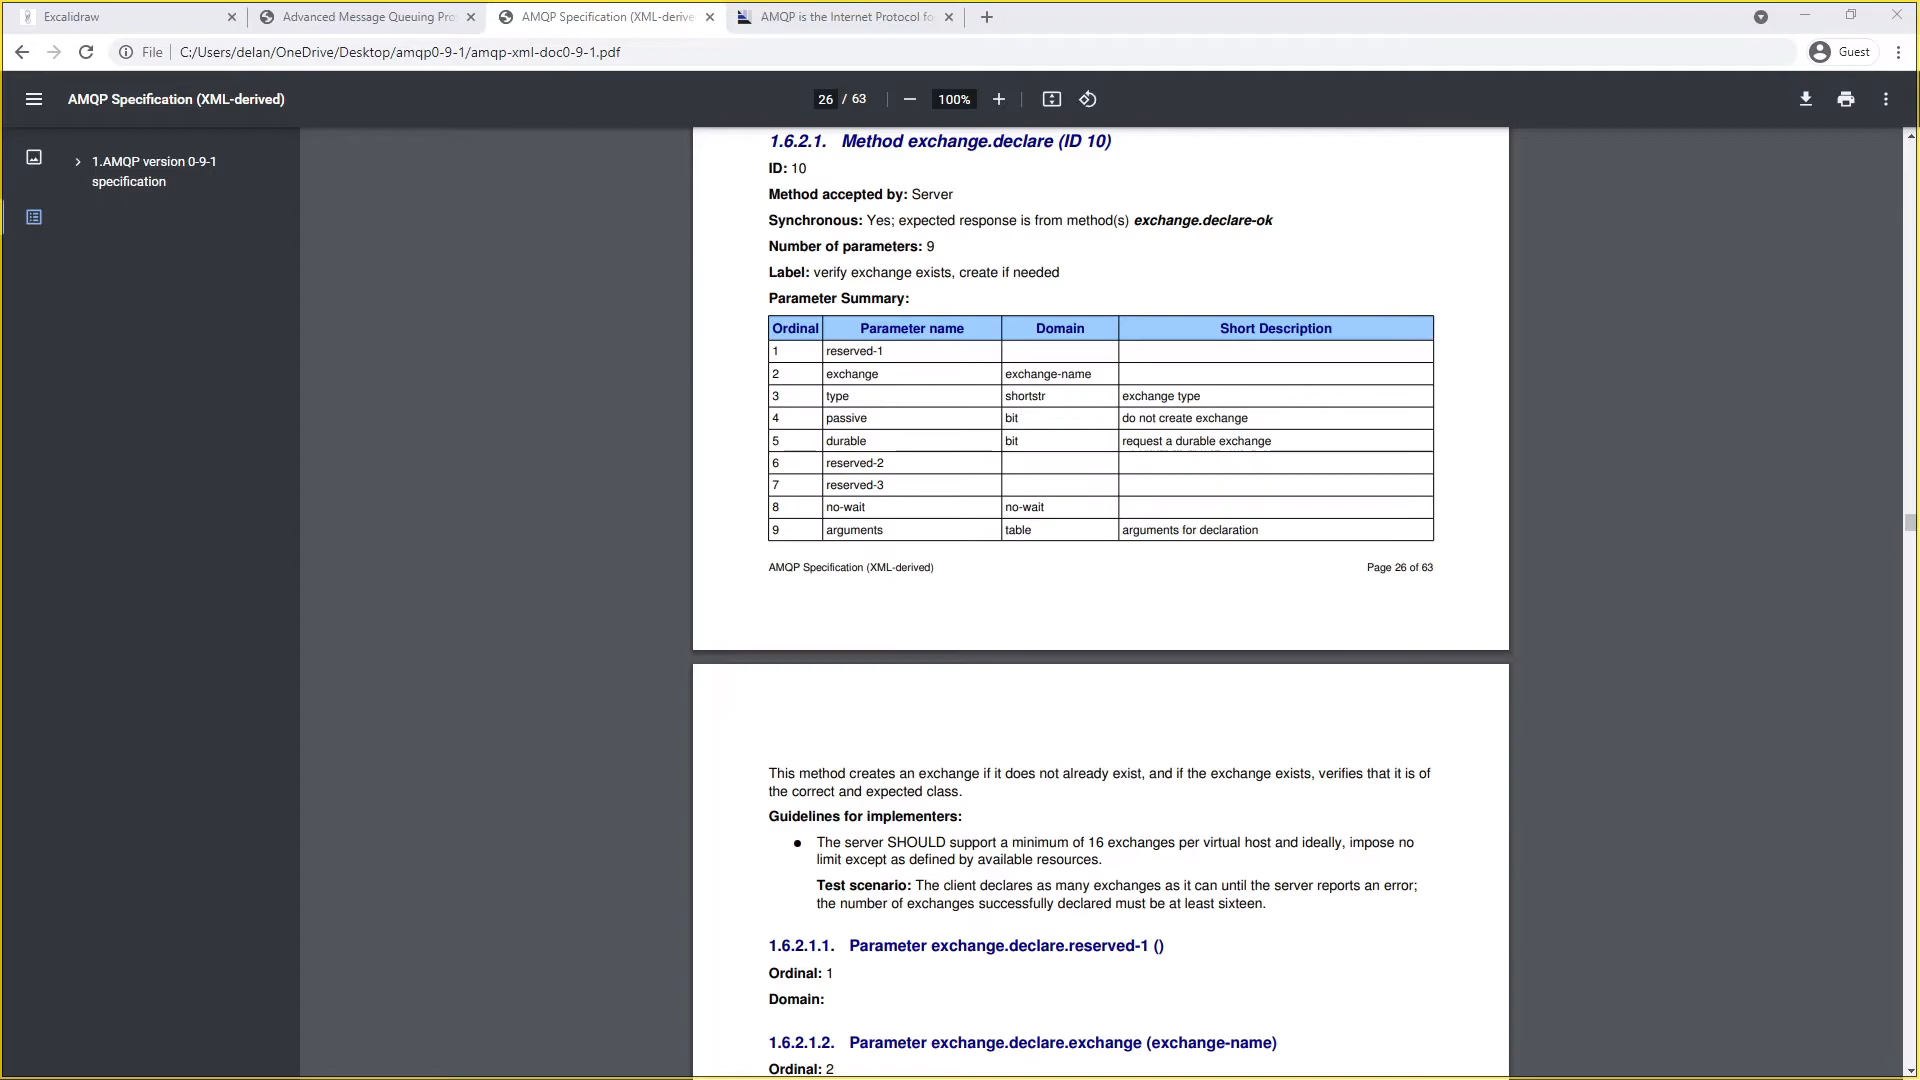 Excalidraw
Advanced Message Queuing Pro
AMQP Specification (XML-derive
AMQP is the Internet Protocol fo
File
C:/Users/delan/OneDrive/Desktop/amqp0-9-1/amqp-xml-doc0-9-1.pdf
Guest
AMQP Specification (XML-derived)
26 / 63
100%
1.AMQP version 0-9-1
specification
1.6.2.1. Method exchange.declare (ID 10)
ID: 10
Method accepted by: Server
Synchronous: Yes; expected response is from method(s) exchange.declare-ok
Number of parameters: 9
Label: verify exchange exists, create if needed
Parameter Summary:
Ordinal Parameter name Domain Short Description
1 reserved-1
2 exchange exchange-name
3 type shortstr exchange type
4 passive bit do not create exchange
5 durable bit request a durable exchange
6 reserved-2
7 reserved-3
8 no-wait no-wait
9 arguments table arguments for declaration
AMQP Specification (XML-derived) Page 26 of 63
This method creates an exchange if it does not already exist, and if the exchange exists, verifies that it is of
the correct and expected class.
Guidelines for implementers:
● The server SHOULD support a minimum of 16 exchanges per virtual host and ideally, impose no
limit except as defined by available resources.
Test scenario: The client declares as many exchanges as it can until the server reports an error;
the number of exchanges successfully declared must be at least sixteen.
1.6.2.1.1. Parameter exchange.declare.reserved-1 ()
Ordinal: 1
Domain:
1.6.2.1.2. Parameter exchange.declare.exchange (exchange-name)
Ordinal: 2